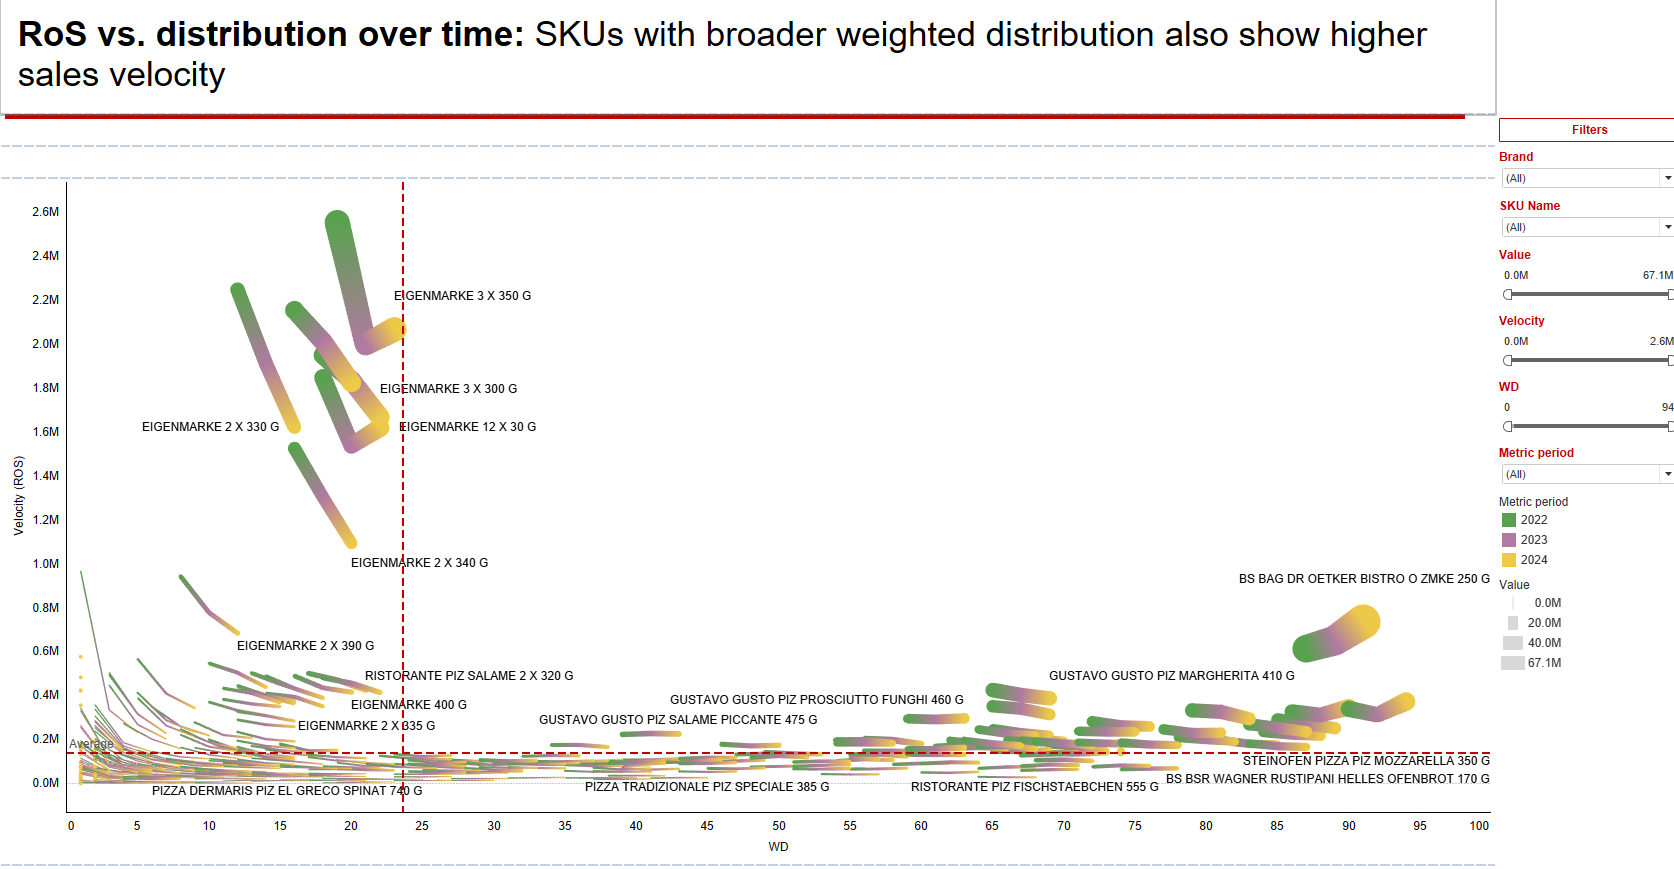 RoS vs. distribution over time: SKUs with broader weighted distribution also show higher
sales velocity
Filters
Brand
(All)
SKU Name
(All)
Value
0.0M 67.1M
Velocity
0.0M 2.6M
WD
0 94
Metric period
(All)
Metric period
2022
2023
2024
Value
0.0M
20.0M
40.0M
67.1M
Velocity (ROS)
2.6M
2.4M
2.2M
2.0M
1.8M
1.6M
1.4M
1.2M
1.0M
0.8M
0.6M
0.4M
0.2M
0.0M
EIGENMARKE 3 X 350 G
EIGENMARKE 3 X 300 G
EIGENMARKE 2 X 330 G
EIGENMARKE 12 X 30 G
EIGENMARKE 2 X 340 G
BS BAG DR OETKER BISTRO O ZMKE 250 G
EIGENMARKE 2 X 390 G
RISTORANTE PIZ SALAME 2 X 320 G
GUSTAVO GUSTO PIZ MARGHERITA 410 G
GUSTAVO GUSTO PIZ PROSCIUTTO FUNGHI 460 G
EIGENMARKE 400 G
GUSTAVO GUSTO PIZ SALAME PICCANTE 475 G
EIGENMARKE 2 X 335 G
Average
STEINOFEN PIZZA PIZ MOZZARELLA 350 G
BS BSR WAGNER RUSTIPANI HELLES OFENBROT 170 G
PIZZA DERMARIS PIZ EL GRECO SPINAT 740 G
PIZZA TRADIZIONALE PIZ SPECIALE 385 G
RISTORANTE PIZ FISCHSTAEBCHEN 555 G
0 5 10 15 20 25 30 35 40 45 50 55 60 65 70 75 80 85 90 95 100
WD